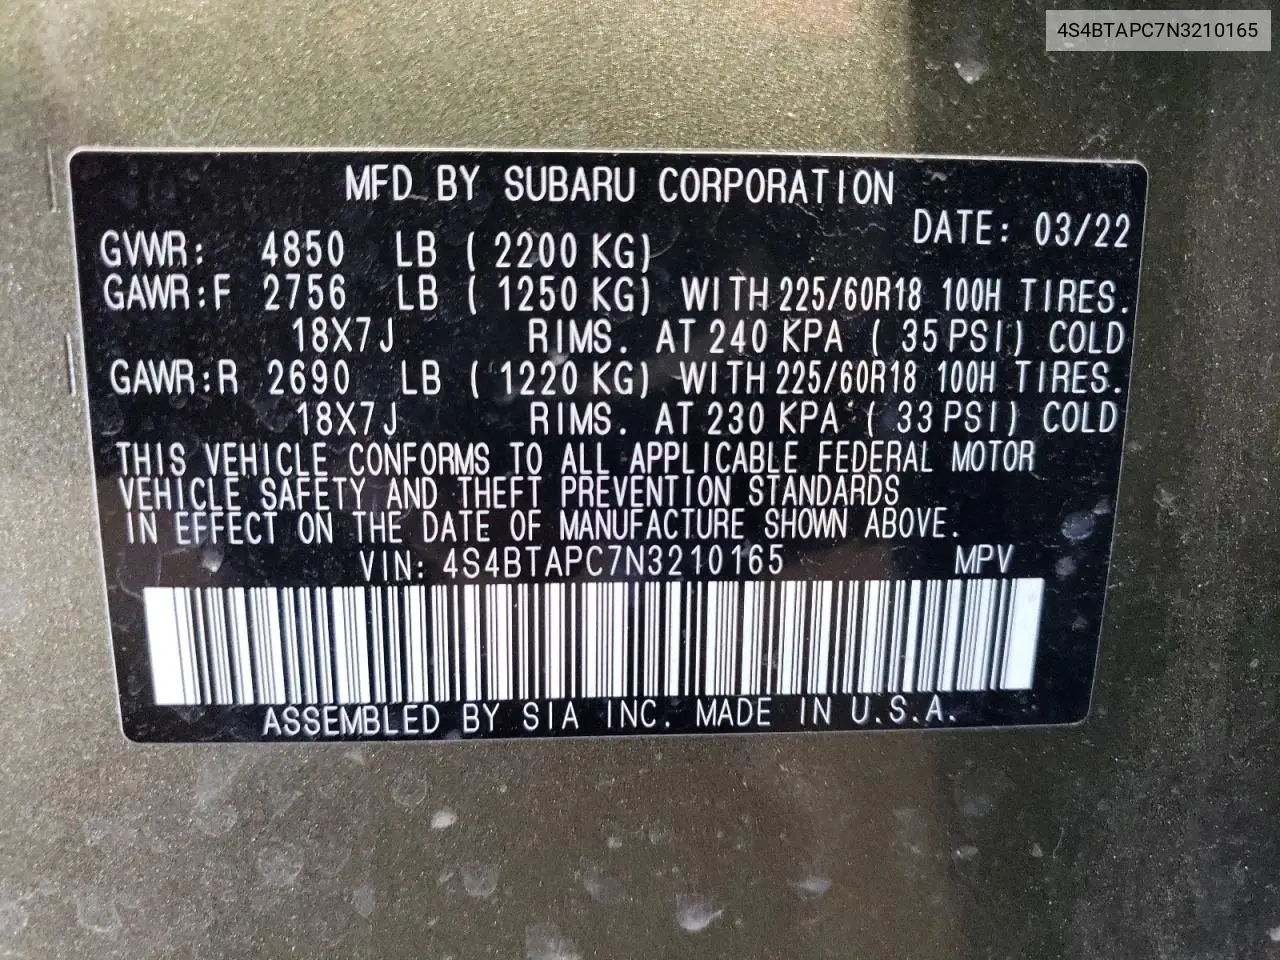 4S4BTAPC7N3210165
MFD BY SUBARU CORPORATION
DATE: 03/22
GVWR: 4850 LB ( 2200 KG)
GAWR:F 2756 LB ( 1250 KG) WITH 225/60R18 100H TIRES.
18X7J RIMS. AT 240 KPA ( 35 PSI) COLD
GAWR:R 2690 LB ( 1220 KG) WITH 225/60R18 100H TIRES.
18X7J RIMS. AT 230 KPA ( 33 PSI) COLD
THIS VEHICLE CONFORMS TO ALL APPLICABLE FEDERAL MOTOR
VEHICLE SAFETY AND THEFT PREVENTION STANDARDS
IN EFFECT ON THE DATE OF MANUFACTURE SHOWN ABOVE.
VIN: 4S4BTAPC7N3210165 MPV
ASSEMBLED BY SIA INC. MADE IN U.S.A.